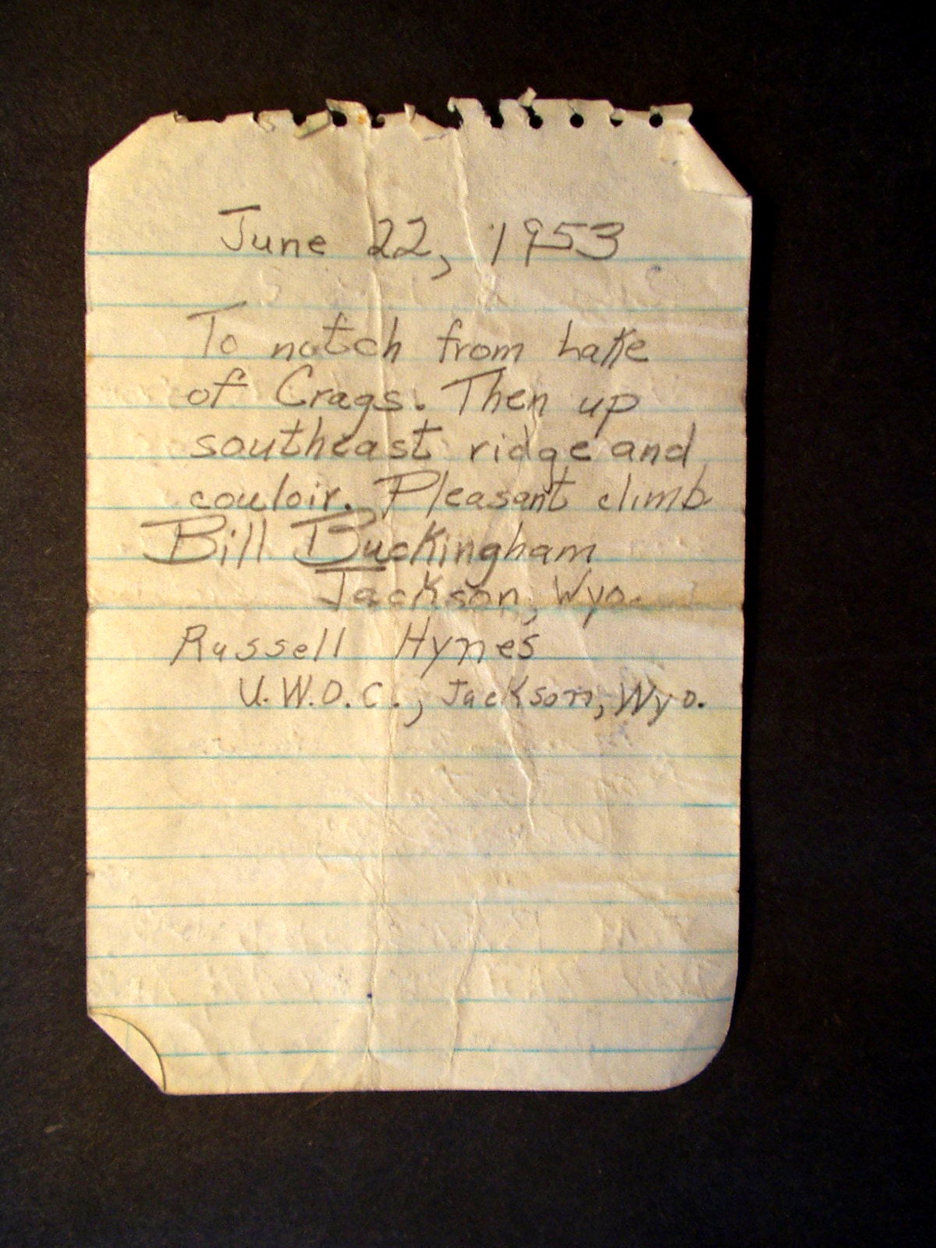 June 22, 1953
To notch from Lake
of Crags. Then up
southeast ridge and
couloir. Pleasant climb
Bill Buckingham
Jackson, Wyo.
Russell Hynes
U.W.O.C., Jackson, Wyo.